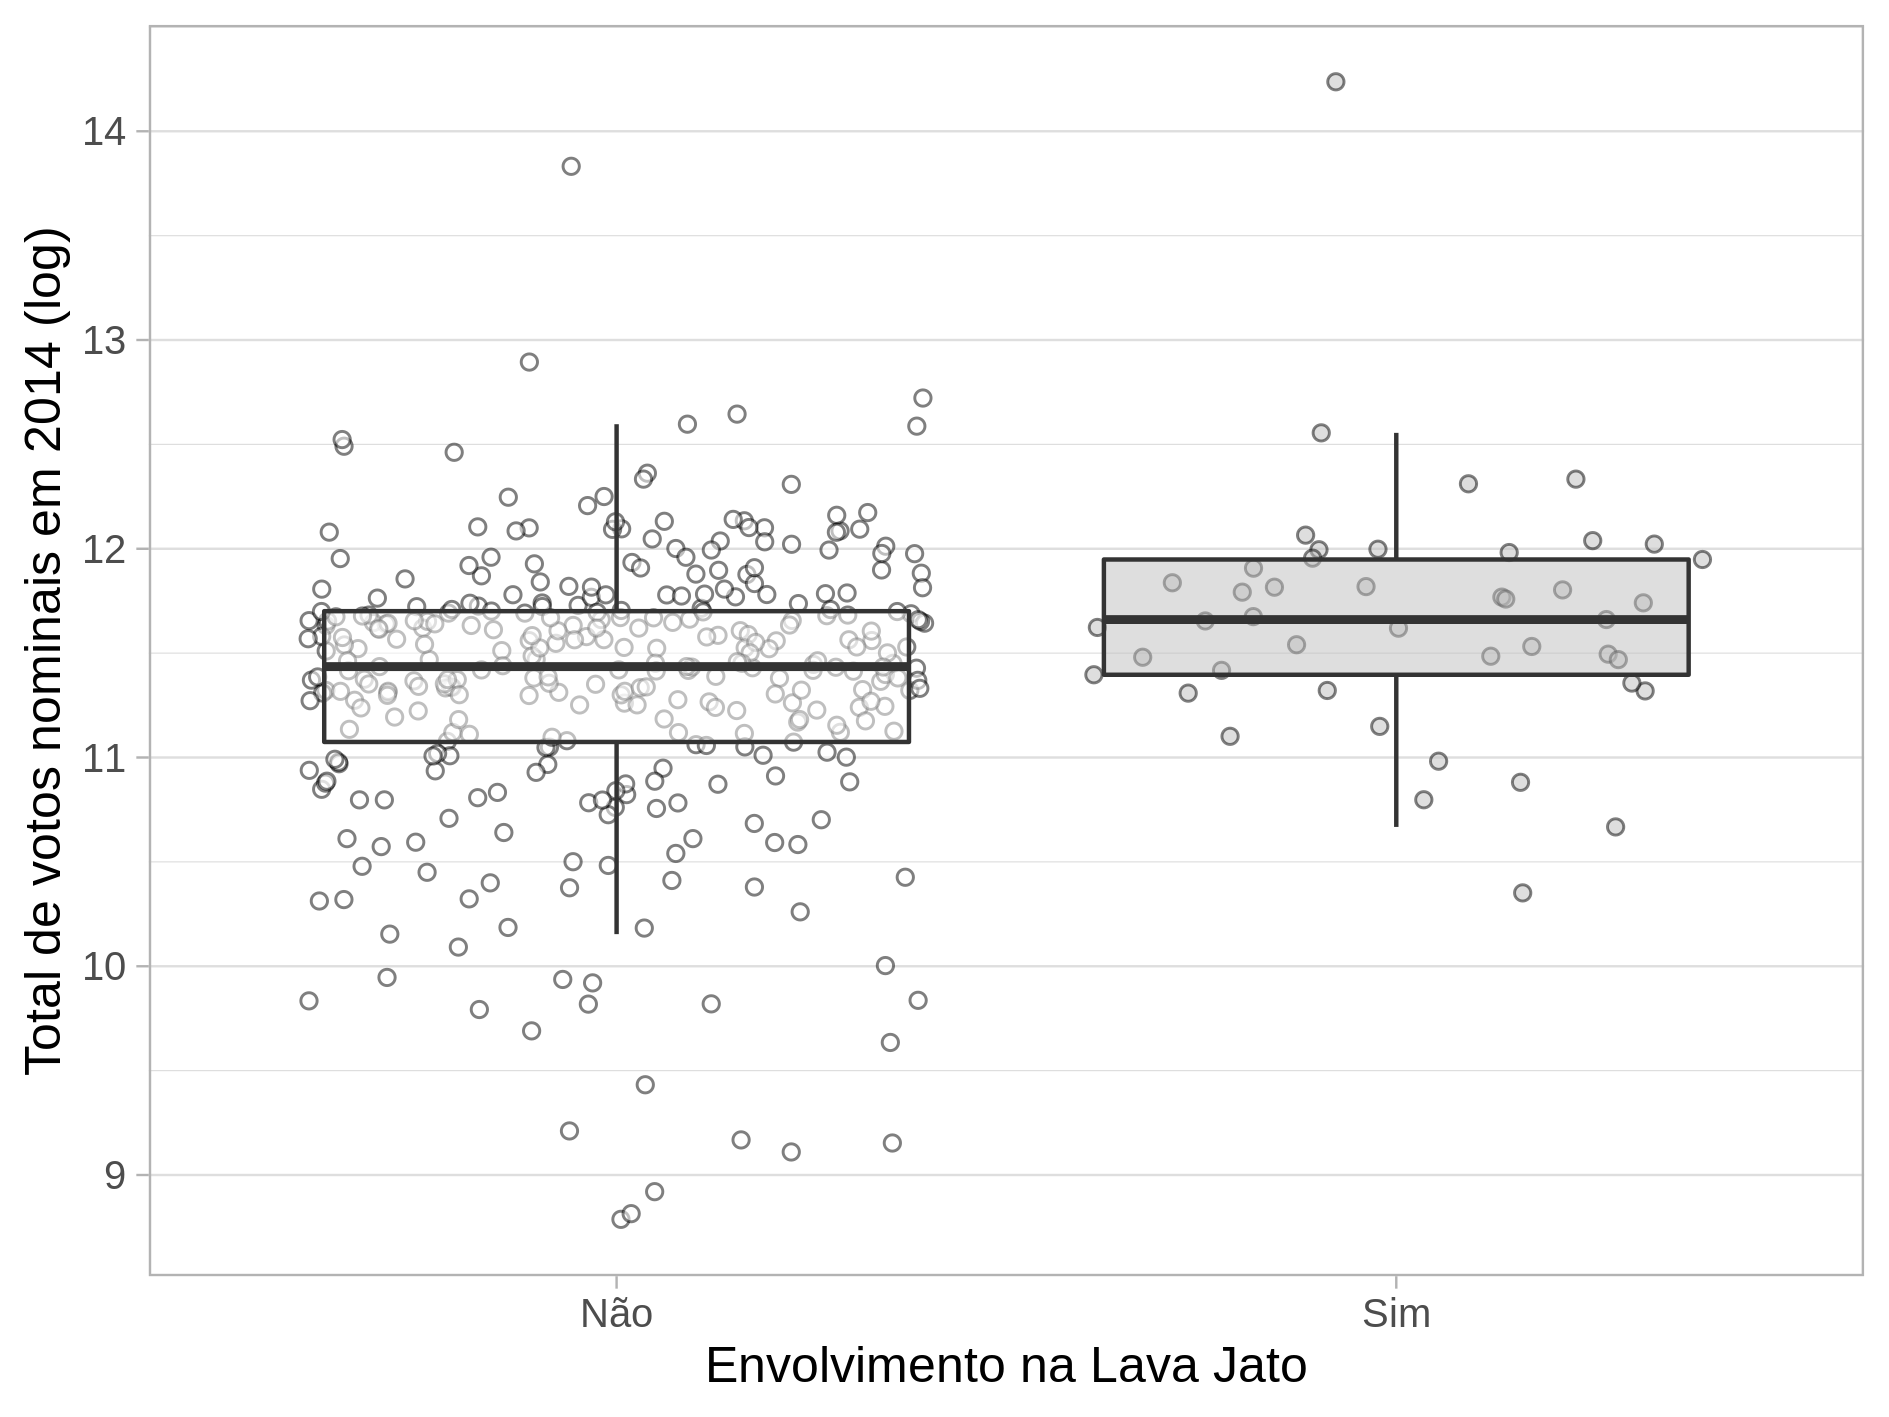 Total de votos nominais em 2014 (log)
14
13
12
11
10
9
Não
Sim
Envolvimento na Lava Jato